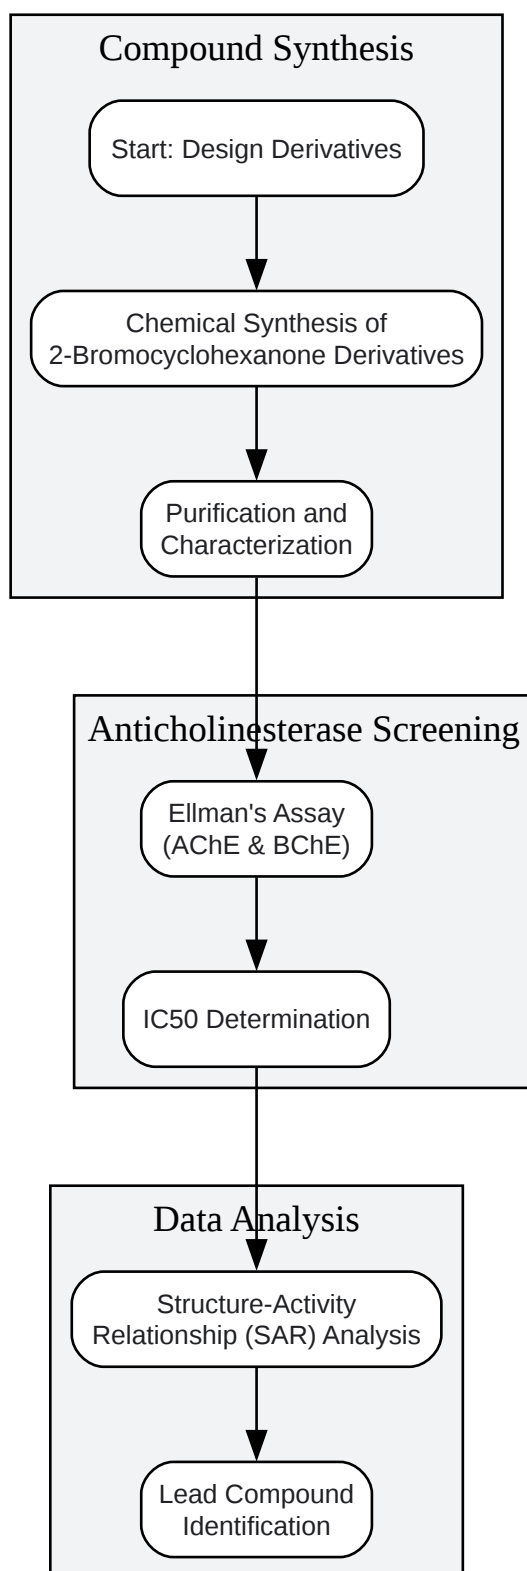 Compound Synthesis
Start: Design Derivatives
Chemical Synthesis of
2-Bromocyclohexanone Derivatives
Purification and
Characterization
Anticholinesterase Screening
Ellman's Assay
(AChE & BChE)
IC50 Determination
Data Analysis
Structure-Activity
Relationship (SAR) Analysis
Lead Compound
Identification